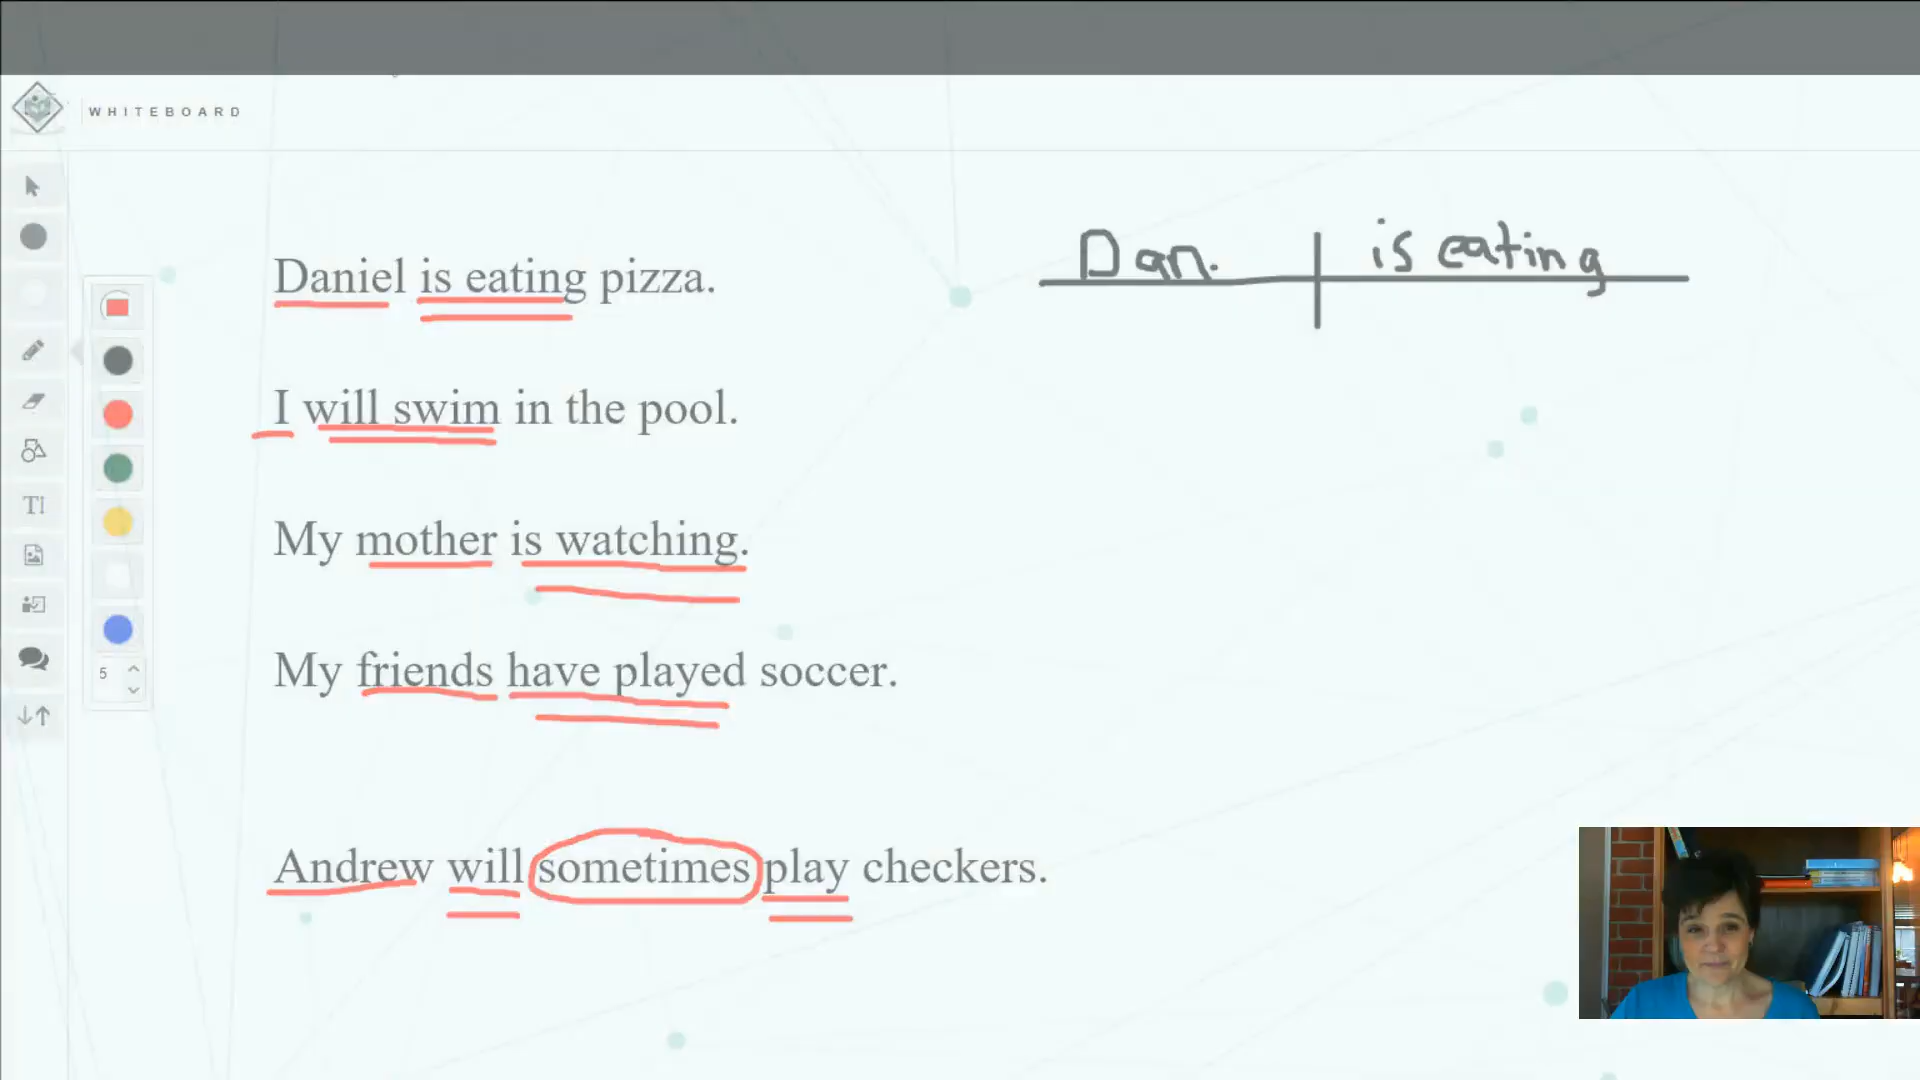 WHITEBOARD
Daniel is eating pizza.
Dan. is eating
I will swim in the pool.
TI
My mother is watching.
My friends have played soccer.
5
Andrew will sometimes play checkers.